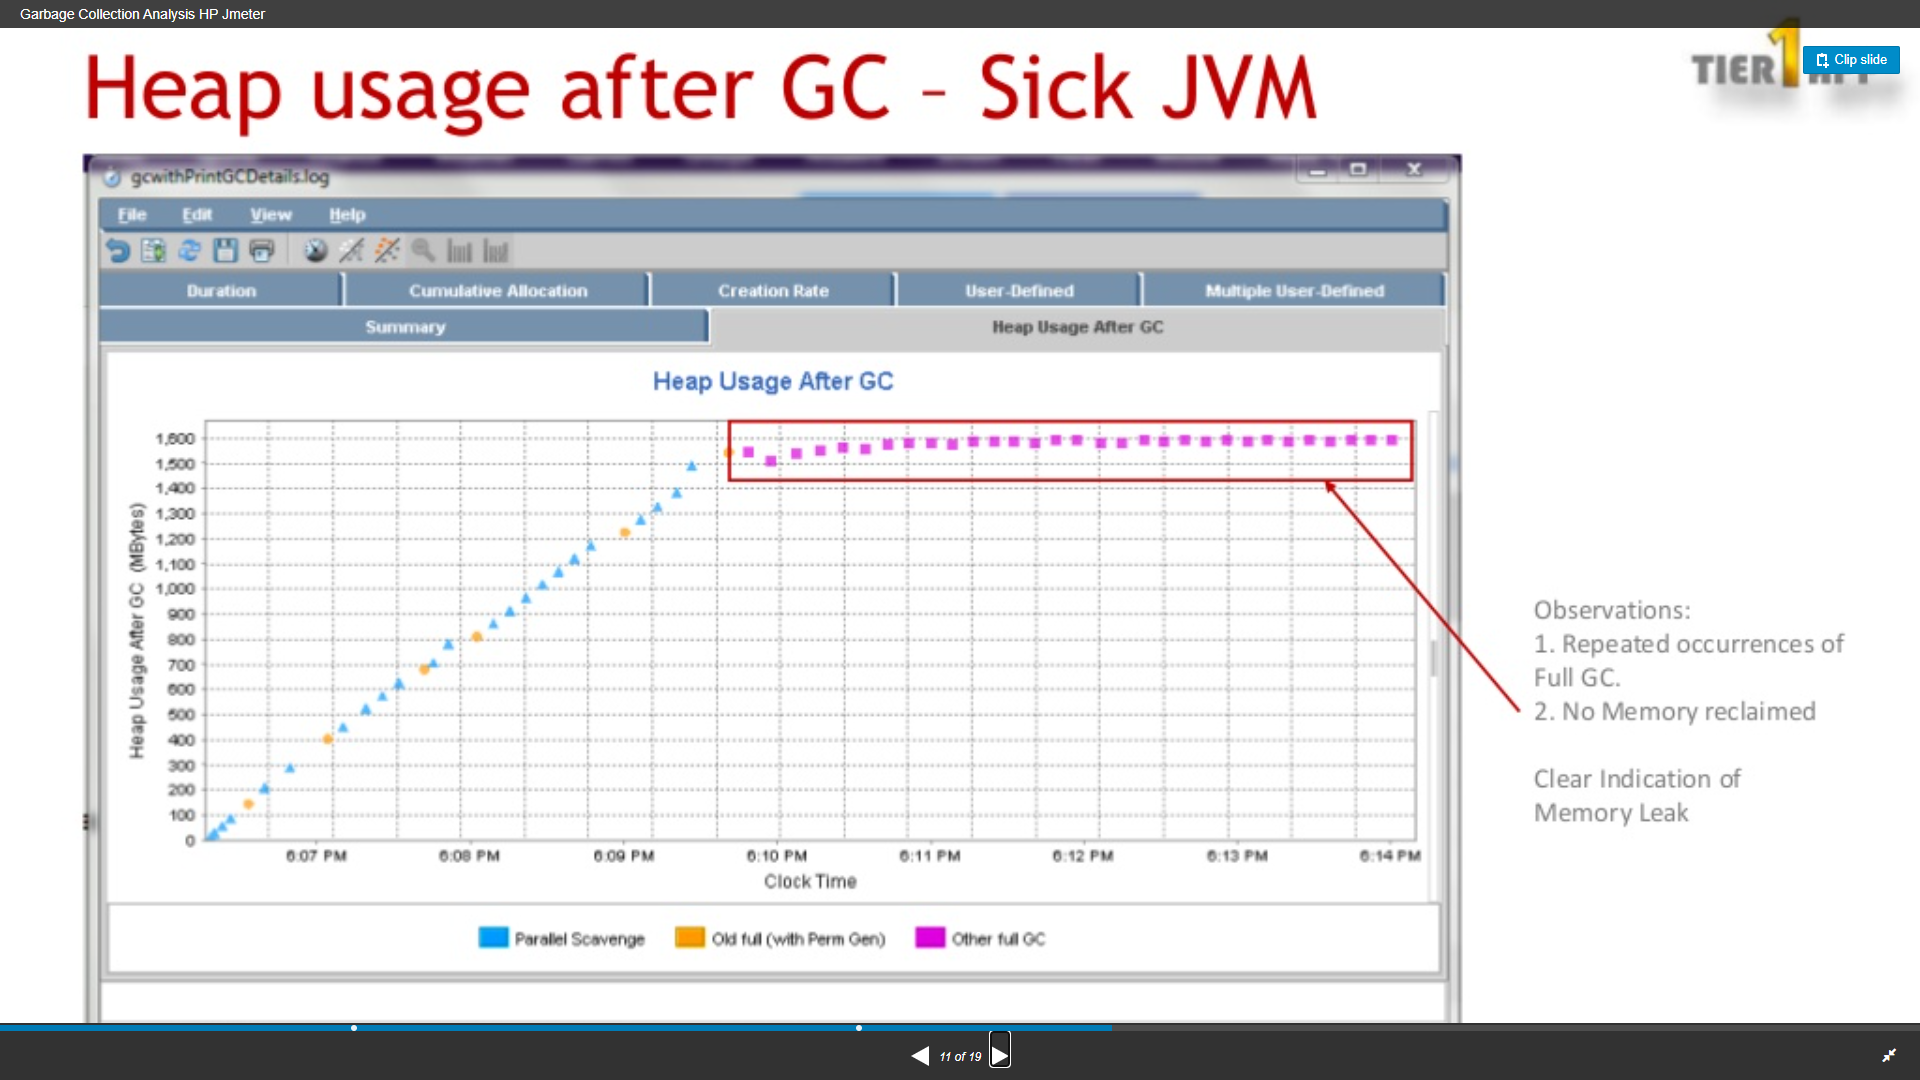 Garbage Collection Analysis HP Jmeter
Heap usage after GC – Sick JVM
TIER1
Clip slide
gcwithPrintGCDetails.log
File Edit View Help
Duration Cumulative Allocation Creation Rate User-Defined Multiple User-Defined
Summary Heap Usage After GC
Heap Usage After GC
Heap Usage After GC (MBytes)
1,600
1,500
1,400
1,300
1,200
1,100
1,000
900
800
700
600
500
400
300
200
100
0
6:07 PM 6:08 PM 6:09 PM 6:10 PM 6:11 PM 6:12 PM 6:13 PM 6:14 PM
Clock Time
Parallel Scavenge Old full (with Perm Gen) Other full GC
Observations:
1. Repeated occurrences of
Full GC.
2. No Memory reclaimed
Clear Indication of
Memory Leak
11 of 19